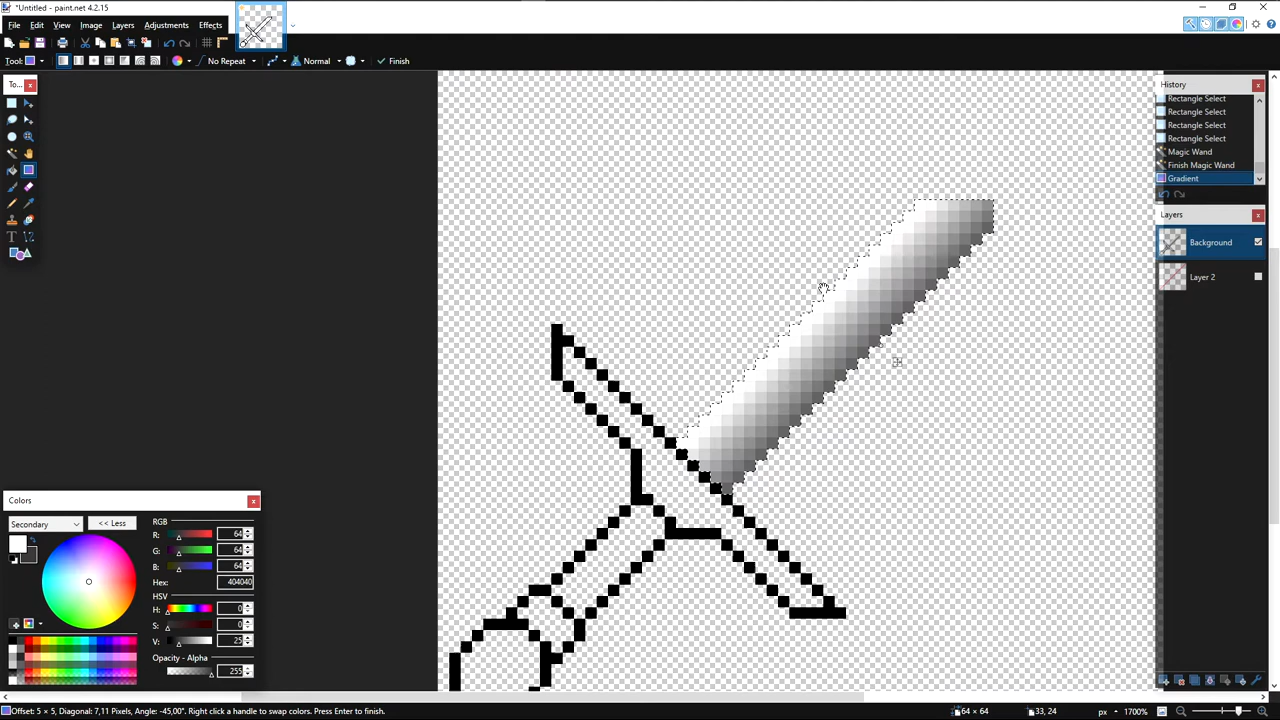 "Untitled - paint.net 4.2.15
File Edit View Image Layers Adjustments Effects
Tool: No Repeat Normal Finish
To...
History
Rectangle Select
Rectangle Select
Rectangle Select
Rectangle Select
Magic Wand
Finish Magic Wand
Gradient
Layers
Background
Layer 2
Colors
Secondary
<< Less
RGB
R: 64
G: 64
B: 64
Hex: 404040
HSV
H: 0
S: 0
V: 25
Opacity - Alpha
255
Offset: 5 × 5, Diagonal: 7,11 Pixels, Angle: -45,00°. Right click a handle to swap colors. Press Enter to finish.
64 × 64 33, 24 px 1700%